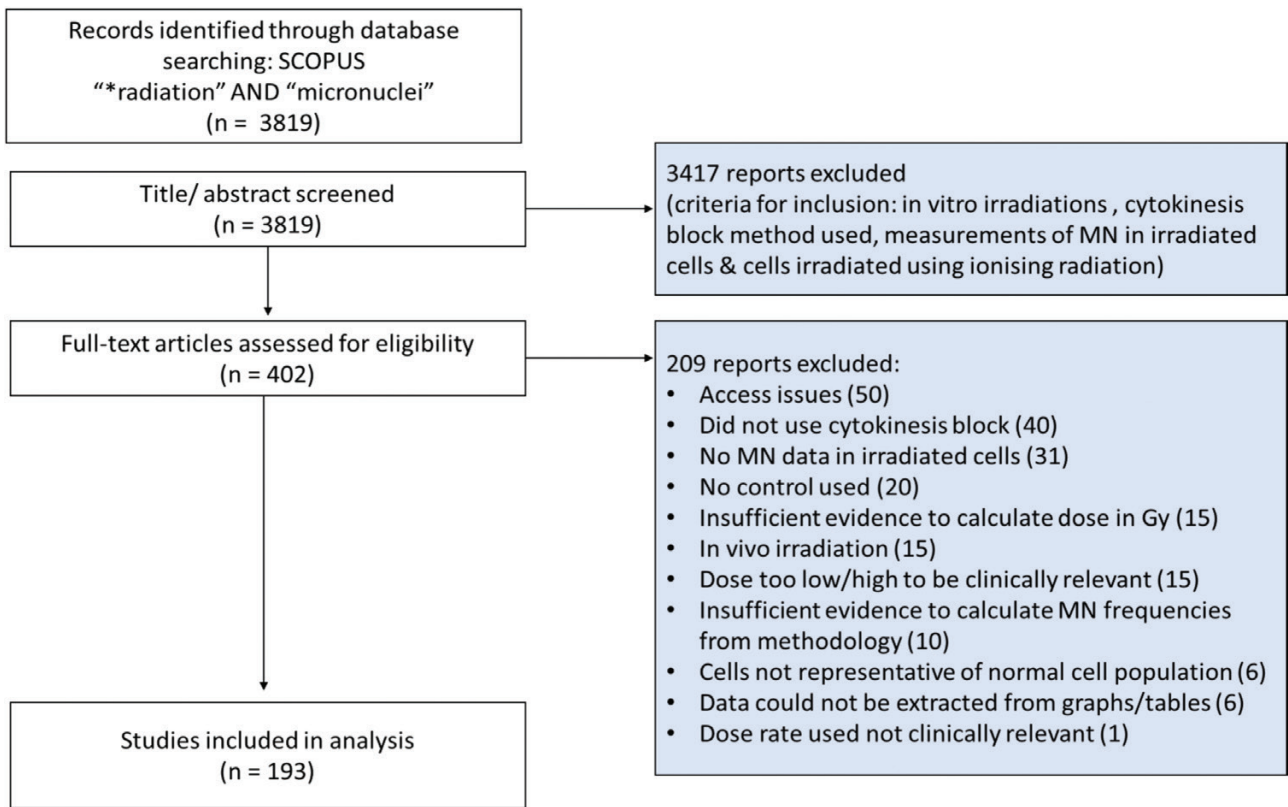 Records identified through database
searching: SCOPUS
“*radiation” AND “micronuclei”
(n =  3819)
Title/ abstract screened
(n = 3819)
3417 reports excluded
(criteria for inclusion: in vitro irradiations , cytokinesis
block method used, measurements of MN in irradiated
cells & cells irradiated using ionising radiation)
Full-text articles assessed for eligibility
(n = 402)
209 reports excluded:
• Access issues (50)
• Did not use cytokinesis block (40)
• No MN data in irradiated cells (31)
• No control used (20)
• Insufficient evidence to calculate dose in Gy (15)
• In vivo irradiation (15)
• Dose too low/high to be clinically relevant (15)
• Insufficient evidence to calculate MN frequencies
from methodology (10)
• Cells not representative of normal cell population (6)
• Data could not be extracted from graphs/tables (6)
• Dose rate used not clinically relevant (1)
Studies included in analysis
(n = 193)